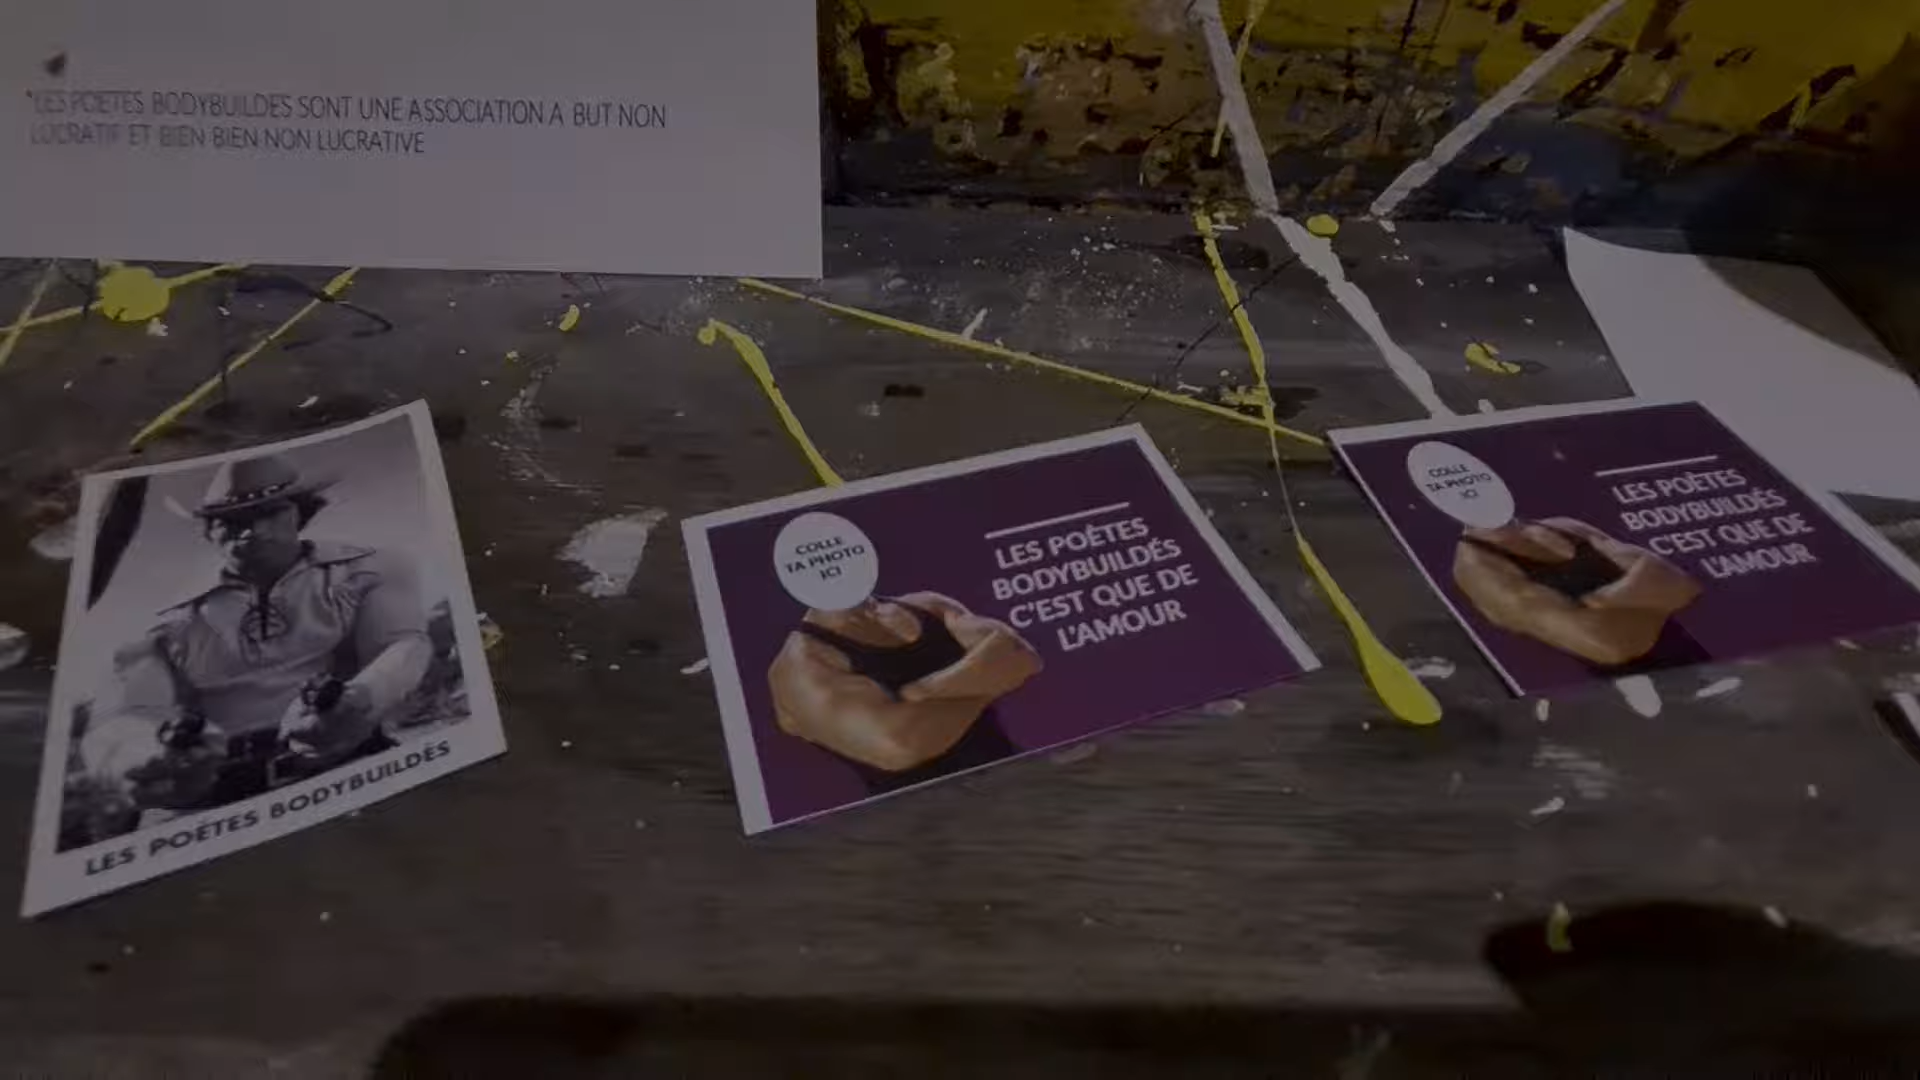 *LES POETES BODYBUILDES SONT UNE ASSOCIATION A BUT NON
LUCRATIF ET BIEN BIEN NON LUCRATIVE
LES POËTES BODYBUILDÉS
COLLE
TA PHOTO
ICI
LES POÈTES
BODYBUILDÉS
C'EST QUE DE
L'AMOUR
COLLE
TA PHOTO
ICI
LES POÈTES
BODYBUILDÉS
C'EST QUE DE
L'AMOUR